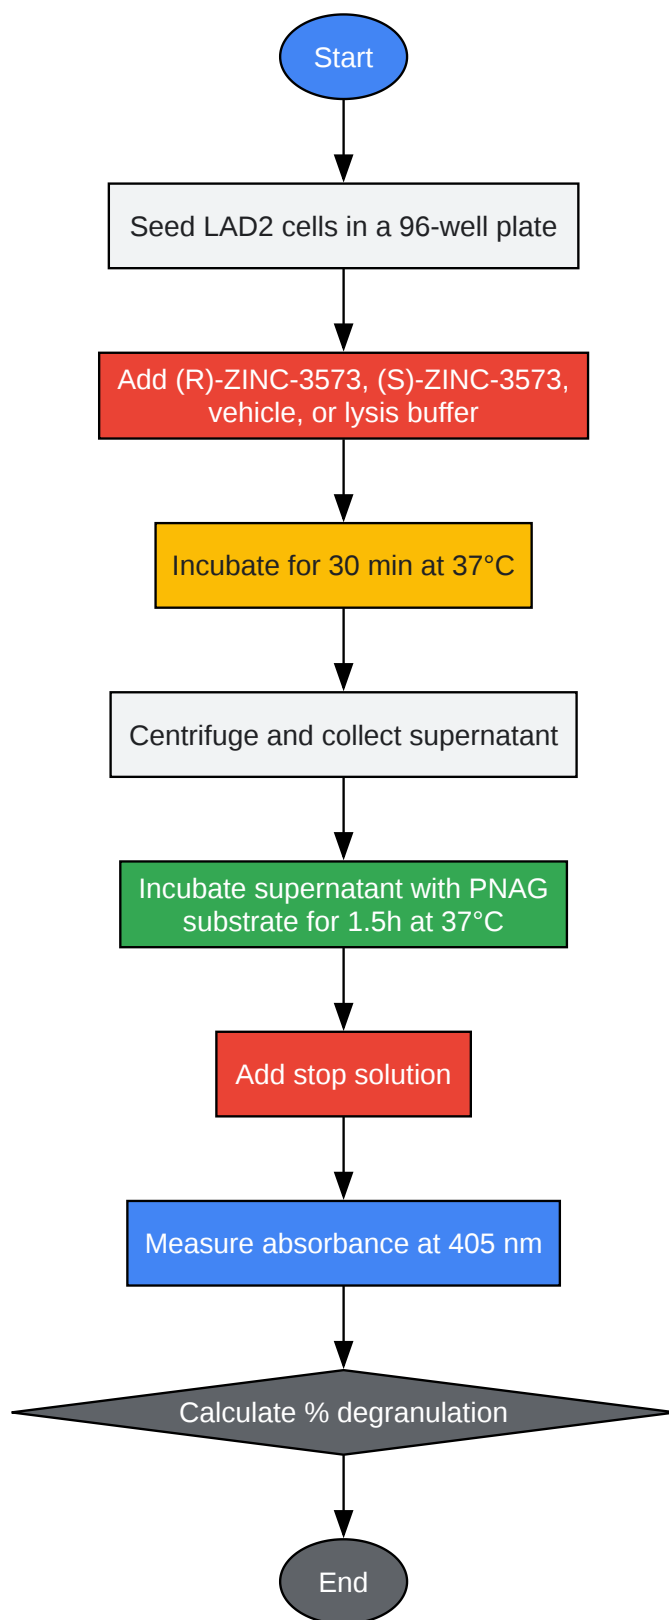 Start
Seed LAD2 cells in a 96-well plate
Add (R)-ZINC-3573, (S)-ZINC-3573,
vehicle, or lysis buffer
Incubate for 30 min at 37°C
Centrifuge and collect supernatant
Incubate supernatant with PNAG
substrate for 1.5h at 37°C
Add stop solution
Measure absorbance at 405 nm
Calculate % degranulation
End